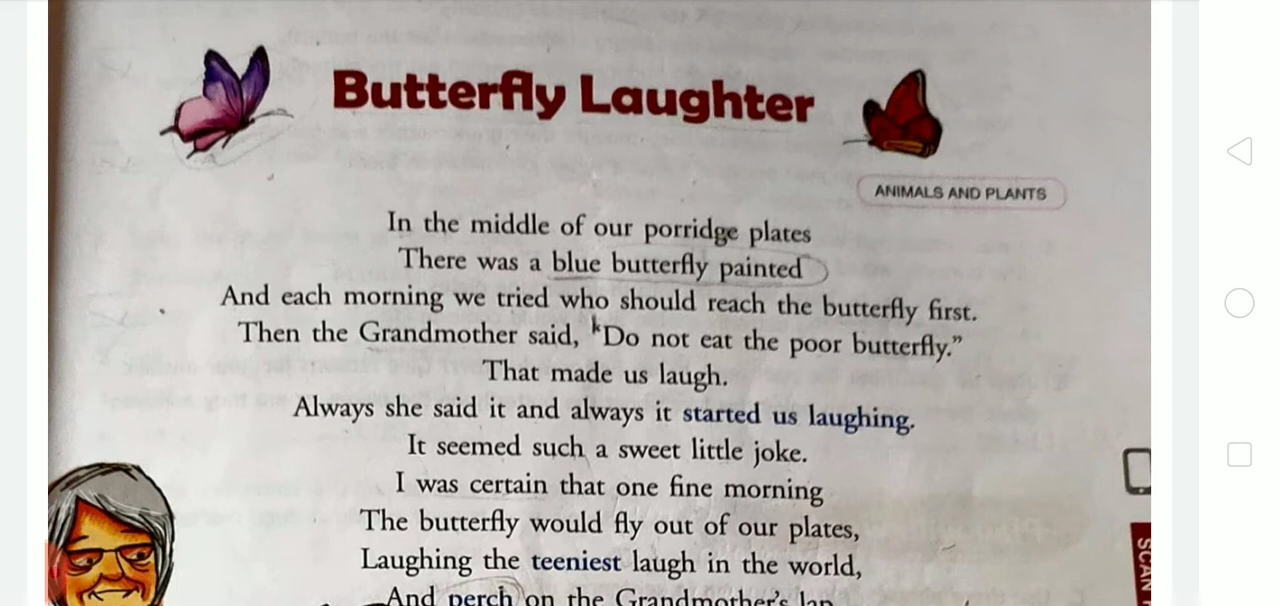 Butterfly Laughter
ANIMALS AND PLANTS
In the middle of our porridge plates
There was a blue butterfly painted
And each morning we tried who should reach the butterfly first.
Then the Grandmother said, “Do not eat the poor butterfly.”
That made us laugh.
Always she said it and always it started us laughing.
It seemed such a sweet little joke.
I was certain that one fine morning
The butterfly would fly out of our plates,
Laughing the teeniest laugh in the world,
And perch on the Grandmother’s lap
SCAN